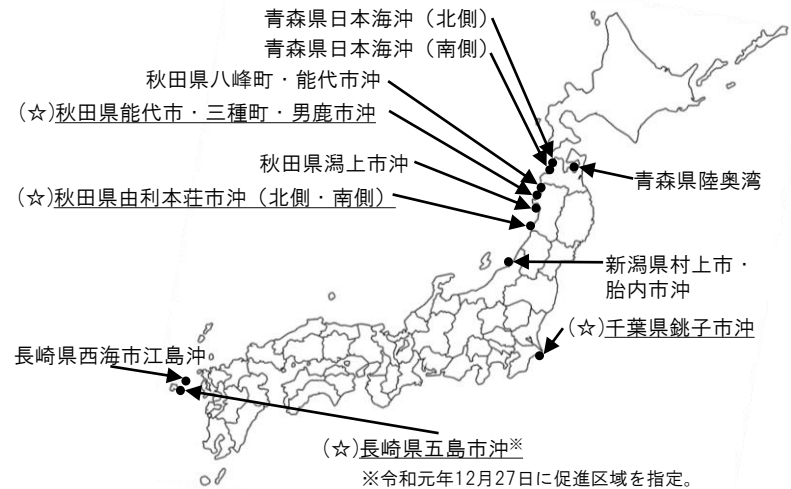 青森県日本海沖（北側）
青森県日本海沖（南側）
秋田県八峰町・能代市沖
(☆)秋田県能代市・三種町・男鹿市沖
秋田県潟上市沖
(☆)秋田県由利本荘市沖（北側・南側）
青森県陸奥湾
新潟県村上市・
胎内市沖
(☆)千葉県銚子市沖
長崎県西海市江島沖
(☆)長崎県五島市沖※
※令和元年12月27日に促進区域を指定。